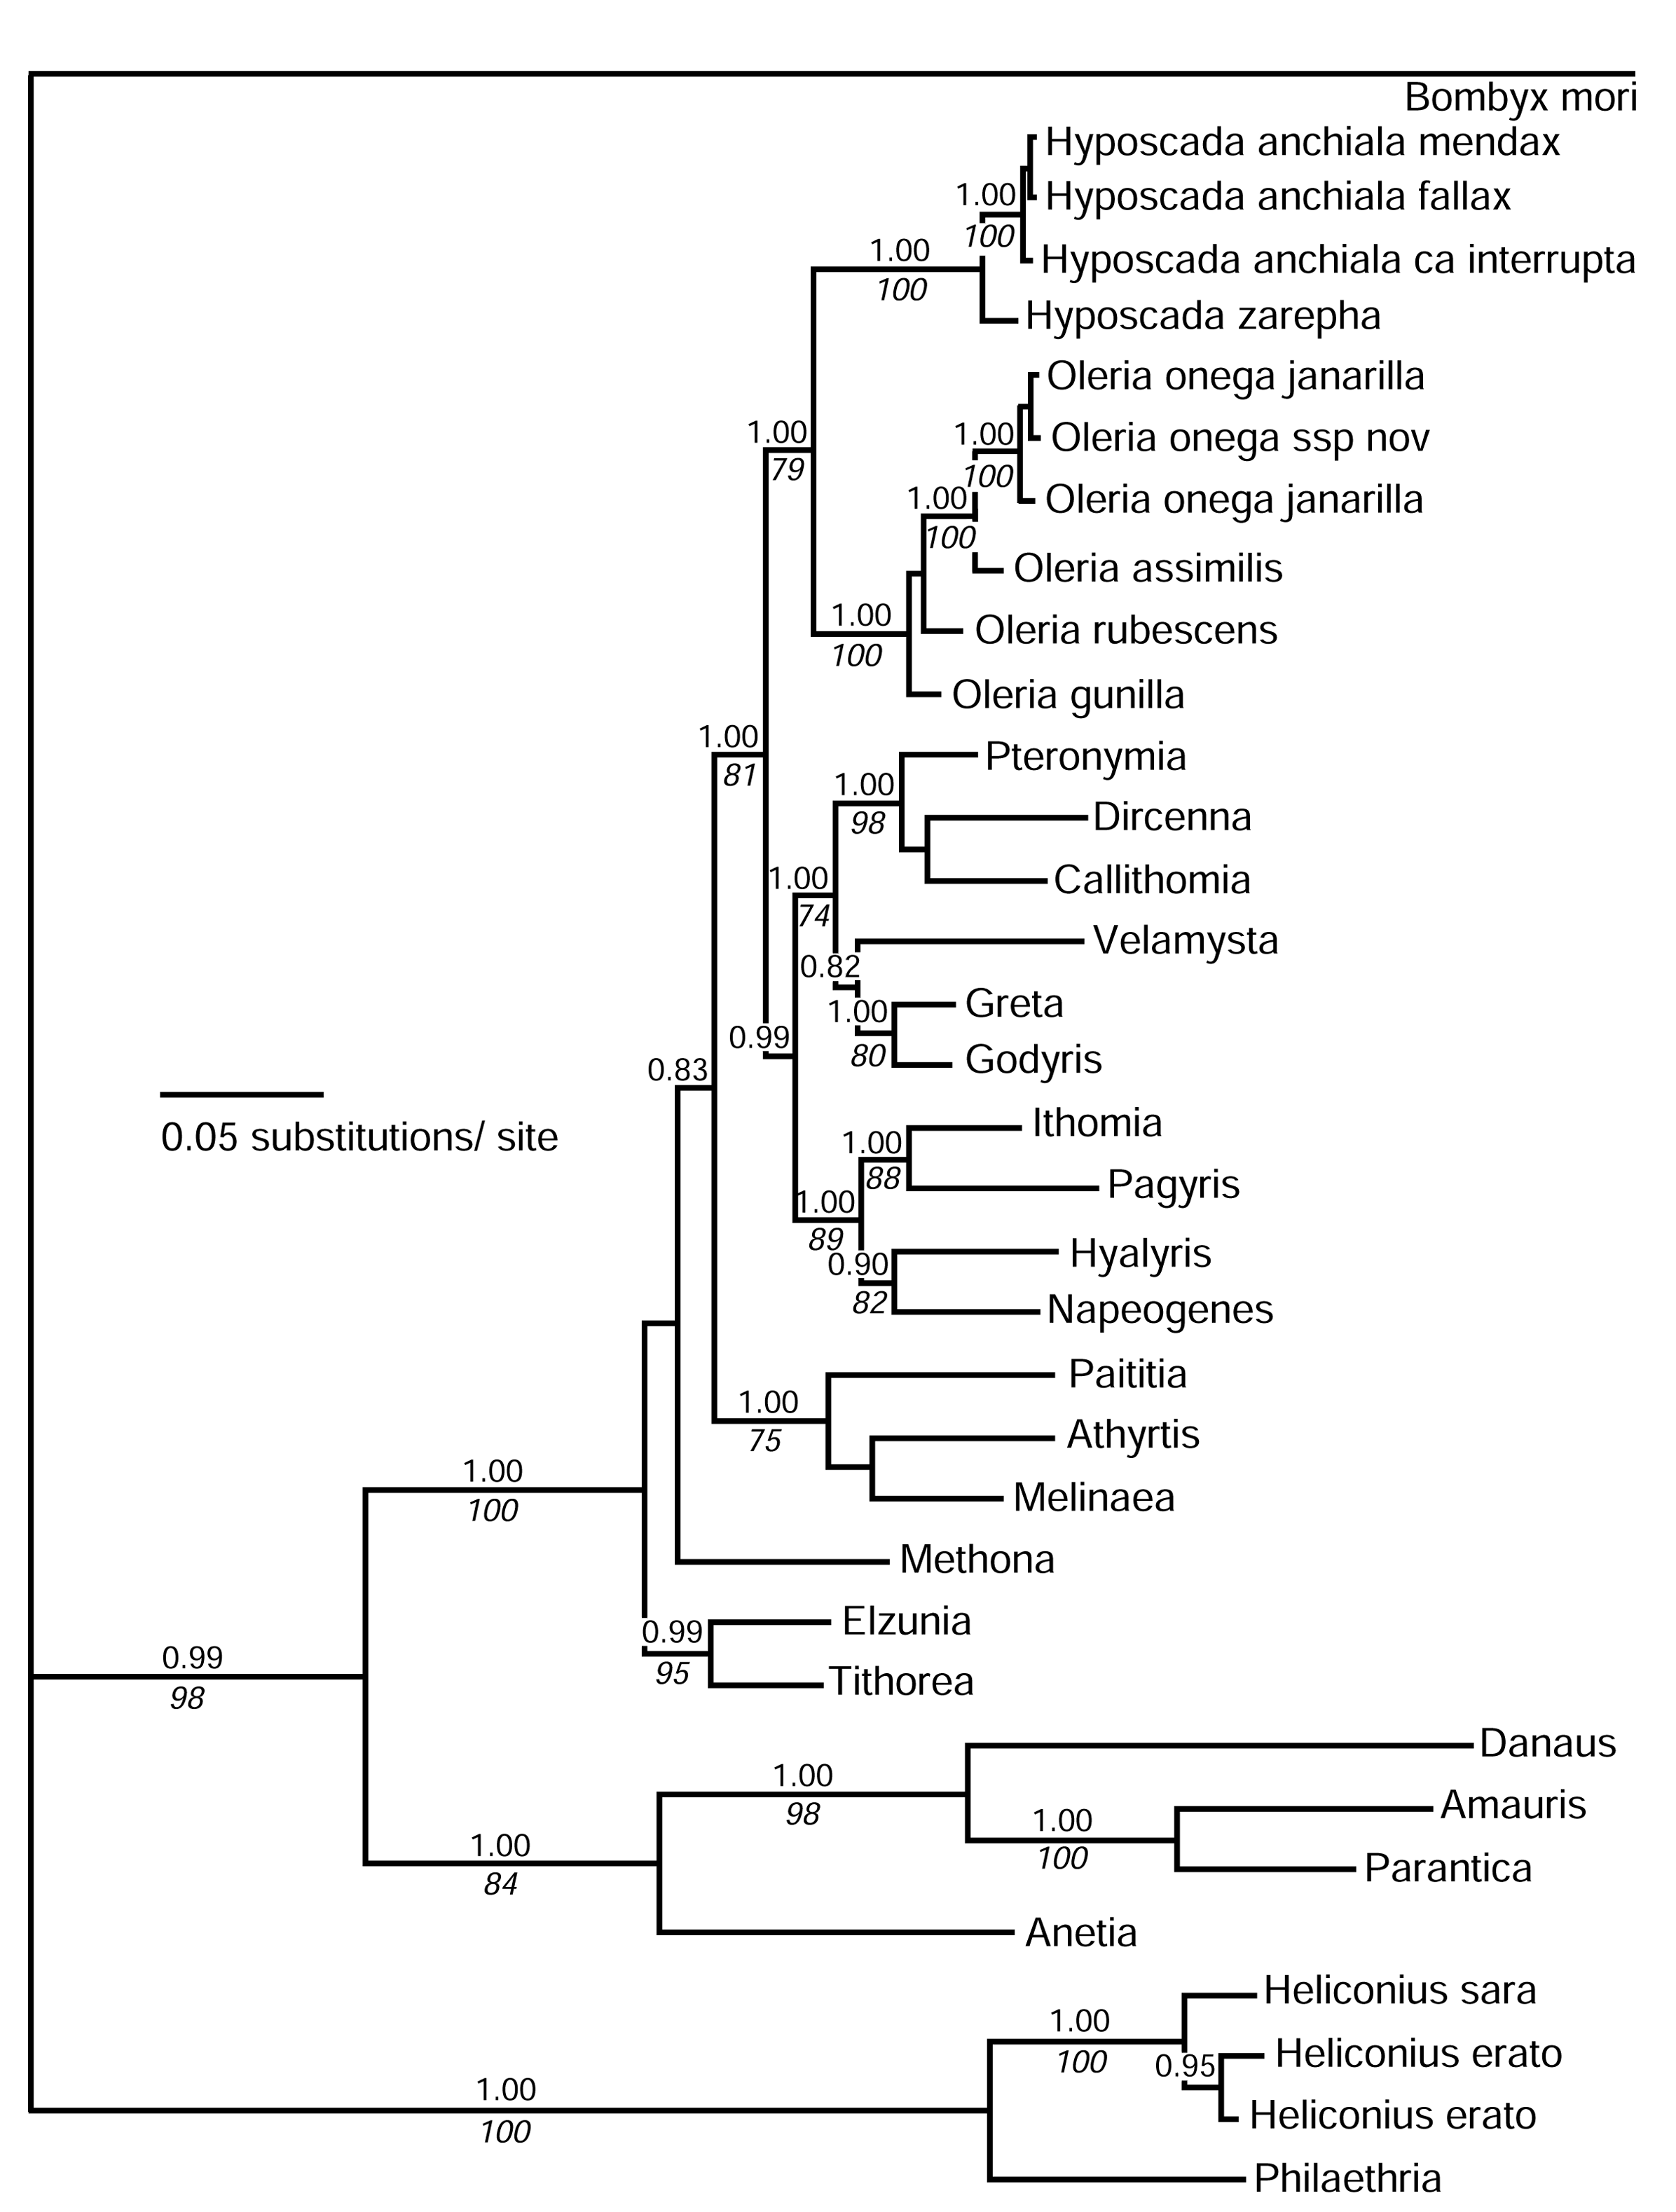 Bombyx mori
Hyposcada anchiala mendax
1.00
Hyposcada anchiala fallax
100
1.00
Hyposcada anchiala ca interrupta
100
Hyposcada zarepha
Oleria onega janarilla
1.00
1.00
Oleria onega ssp nov
79
100
1.00
Oleria onega janarilla
100
Oleria assimilis
1.00
Oleria rubescens
100
Oleria gunilla
1.00
Pteronymia
81
1.00
Dircenna
98
1.00
Callithomia
74
Velamysta
0.82
Greta
1.00
0.99
80
Godyris
0.83
Ithomia
0.05 substitutions/ site
1.00
88
Pagyris
1.00
89
Hyalyris
0.90
82
Napeogenes
Paititia
1.00
75
Athyrtis
1.00
Melinaea
100
Methona
Elzunia
0.99
0.99
95
Tithorea
98
Danaus
1.00
98
Amauris
1.00
1.00
100
Parantica
84
Anetia
Heliconius sara
1.00
100
0.95
Heliconius erato
1.00
Heliconius erato
100
Philaethria